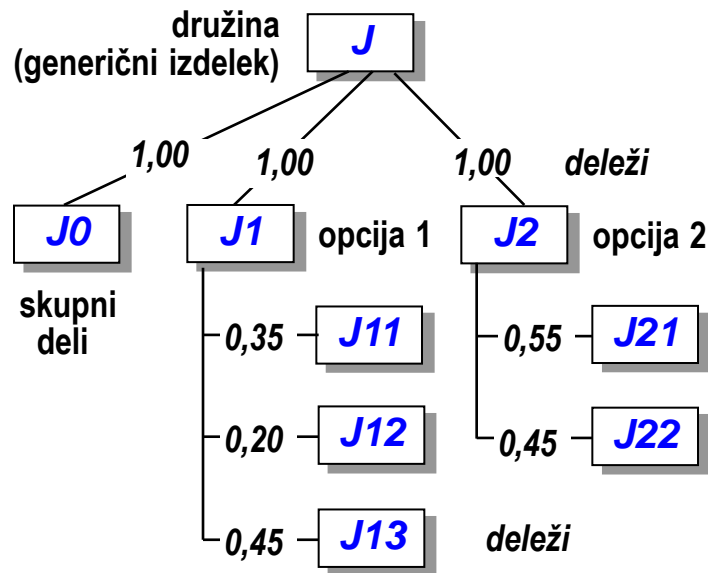 družina
(generični izdelek)
J
1,00
1,00
1,00
deleži
J0
J1
opcija 1
J2
opcija 2
skupni
deli
0,35
J11
0,55
J21
0,20
J12
0,45
J22
0,45
J13
deleži